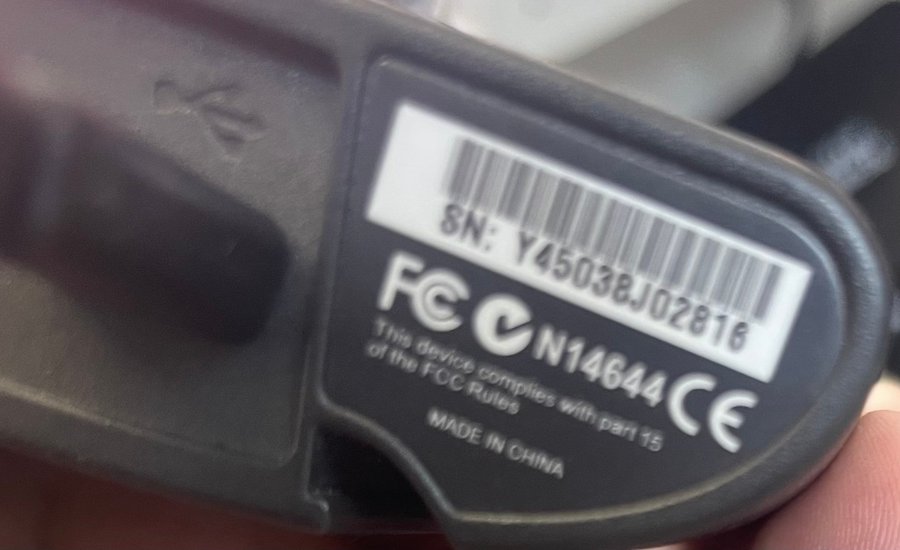 SN: Y45038J02816
FC N14644 CE
This device complies with part 15
of the FCC Rules
MADE IN CHINA